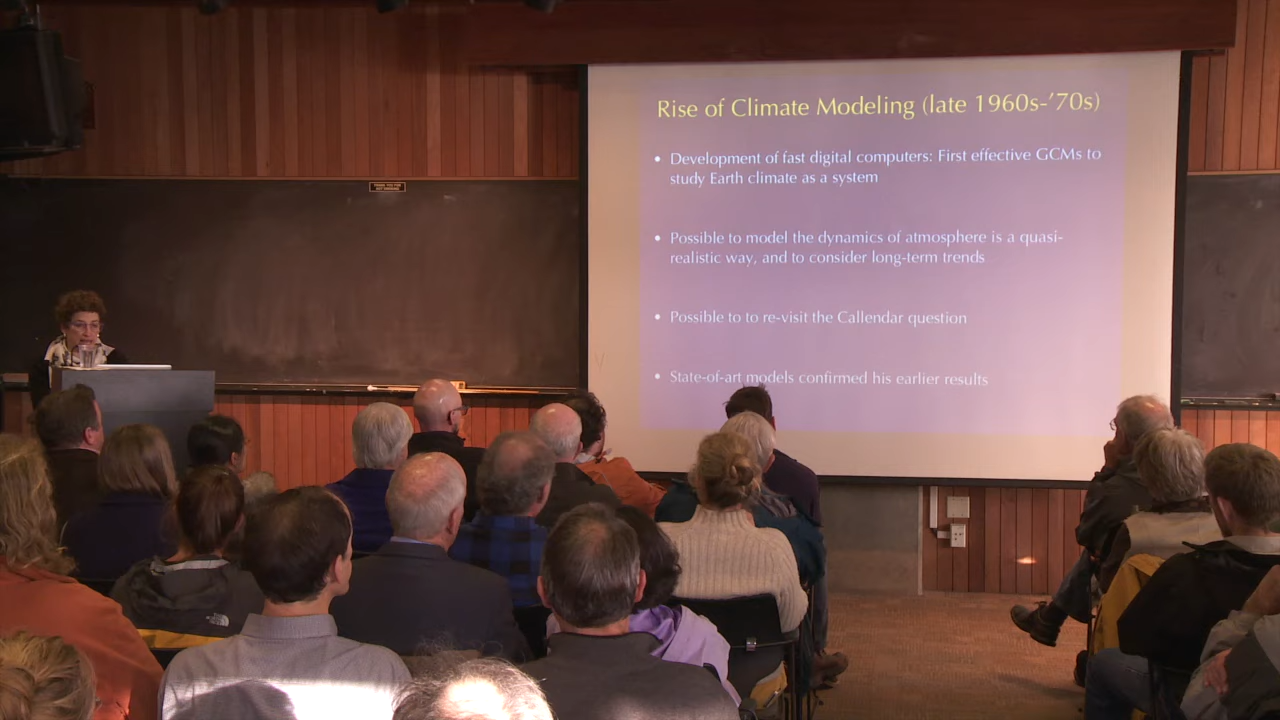 Rise of Climate Modeling (late 1960s-'70s)
• Development of fast digital computers: First effective GCMs to
study Earth climate as a system
• Possible to model the dynamics of atmosphere is a quasi-
realistic way, and to consider long-term trends
• Possible to to re-visit the Callendar question
• State-of-art models confirmed his earlier results